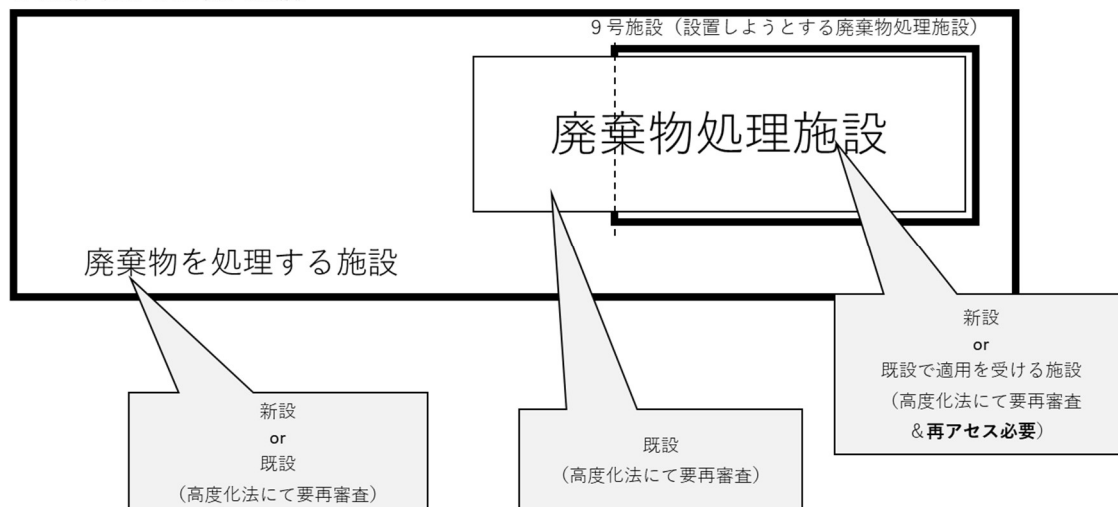 ９号施設（設置しようとする廃棄物処理施設）
廃棄物処理施設
廃棄物を処理する施設
新設
or
既設で適用を受ける施設
（高度化法にて要再審査
＆再アセス必要）
新設
or
既設
（高度化法にて要再審査）
既設
（高度化法にて要再審査）